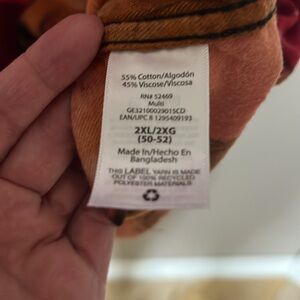 55% Cotton/Algodón
45% Viscose/Viscosa
RN# 52469
Multi
GE32100029015CD
EAN/UPC 8 1295409193
2XL/2XG
(50-52)
Made In/Hecho En
Bangladesh
THIS LABEL YARN IS MADE
OUT OF 100% RECYCLED
POLYESTER MATERIALS